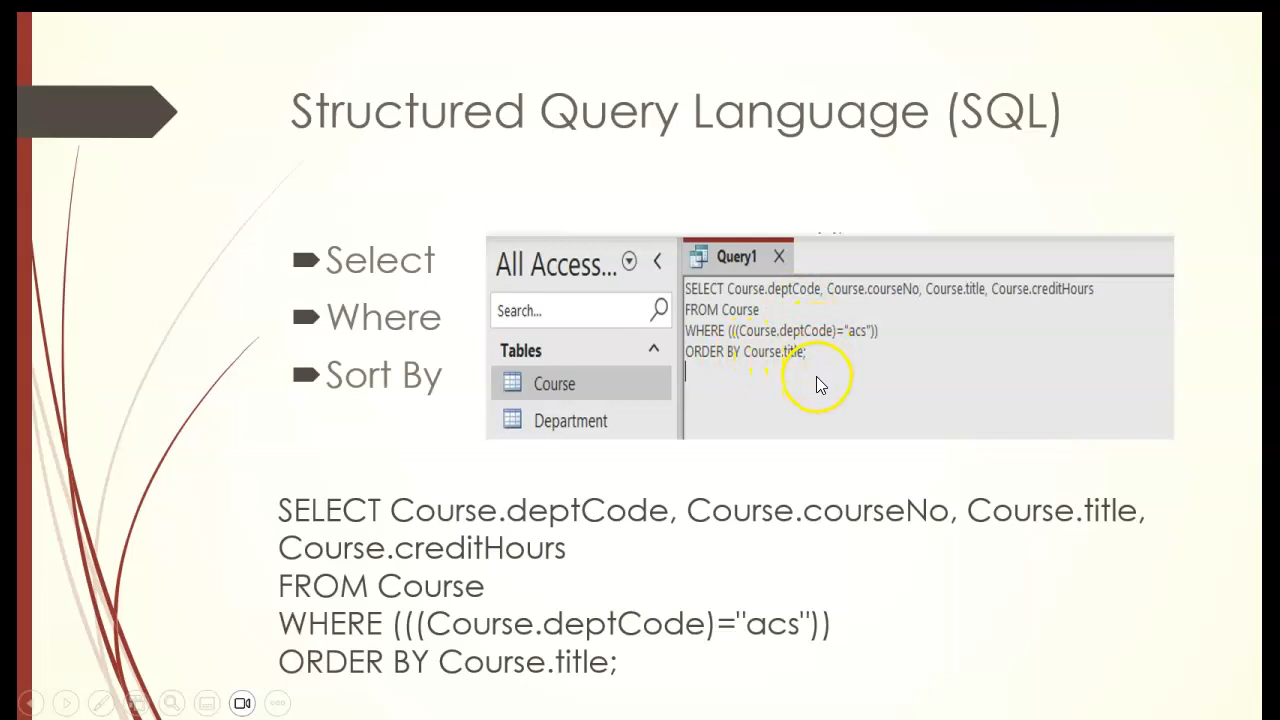 Structured Query Language (SQL)
Select
Where
Sort By
All Access...
Search...
Tables
Course
Department
Query1
SELECT Course.deptCode, Course.courseNo, Course.title, Course.creditHours
FROM Course
WHERE (((Course.deptCode)="acs"))
ORDER BY Course.title;
SELECT Course.deptCode, Course.courseNo, Course.title,
Course.creditHours
FROM Course
WHERE (((Course.deptCode)="acs"))
ORDER BY Course.title;